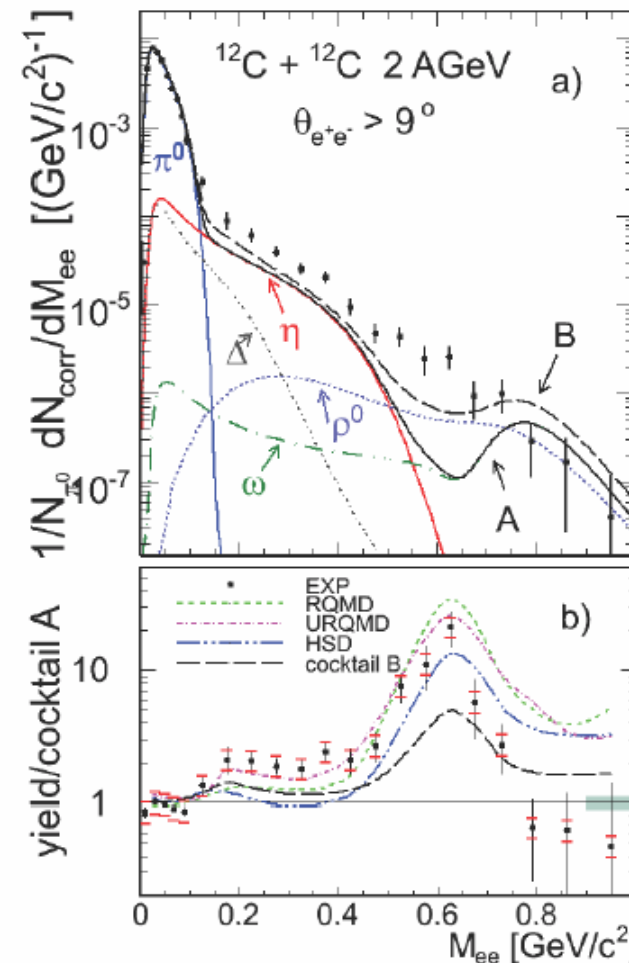 ¹²C + ¹²C 2 AGeV
a)
θe⁺e⁻ > 9°
1/Nπ⁰ dNcorr/dMee [(GeV/c²)⁻¹]
10⁻³
10⁻⁵
10⁻⁷
π⁰
η
Δ
ρ⁰
ω
B
A
b)
EXP
RQMD
URQMD
HSD
cocktail B
yield/cocktail A
10
1
0 0.2 0.4 0.6 0.8
Mee [GeV/c²